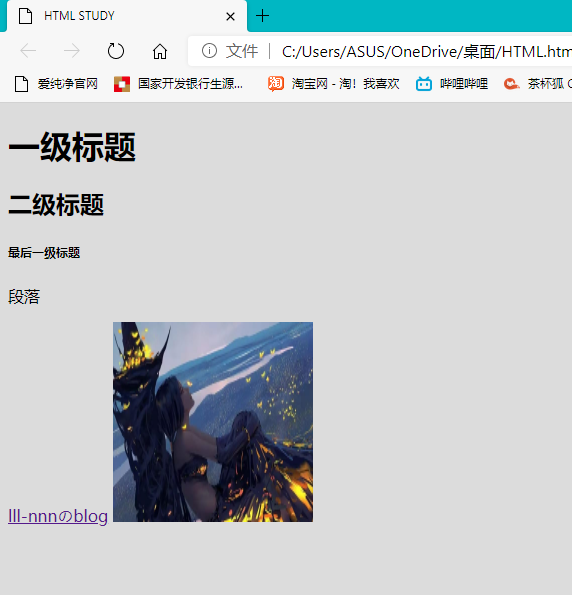 HTML STUDY
文件 C:/Users/ASUS/OneDrive/桌面/HTML.htm
爱纯净官网 国家开发银行生源... 淘 淘宝网 - 淘！我喜欢 哔哩哔哩 茶杯狐 C
一级标题
二级标题
最后一级标题
段落
lll-nnnのblog